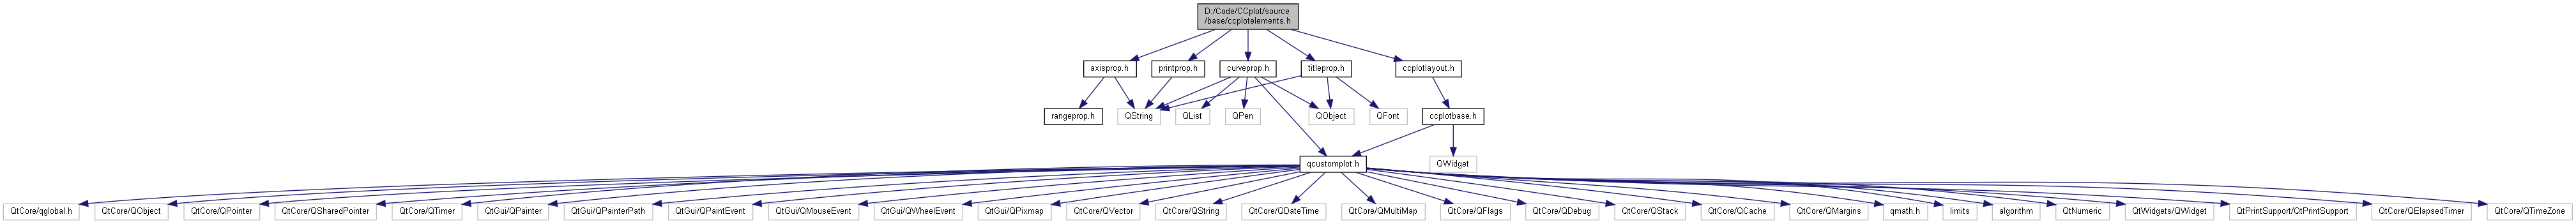 D:/Code/CCplot/source
/base/ccplotelements.h
axisprop.h
printprop.h
curveprop.h
titleprop.h
ccplotlayout.h
rangeprop.h
QString
QList
QPen
QObject
QFont
ccplotbase.h
qcustomplot.h
QWidget
QtCore/qglobal.h
QtCore/QObject
QtCore/QPointer
QtCore/QSharedPointer
QtCore/QTimer
QtGui/QPainter
QtGui/QPainterPath
QtGui/QPaintEvent
QtGui/QMouseEvent
QtGui/QWheelEvent
QtGui/QPixmap
QtCore/QVector
QtCore/QString
QtCore/QDateTime
QtCore/QMultiMap
QtCore/QFlags
QtCore/QDebug
QtCore/QStack
QtCore/QCache
QtCore/QMargins
qmath.h
limits
algorithm
QtNumeric
QtWidgets/QWidget
QtPrintSupport/QtPrintSupport
QtCore/QElapsedTimer
QtCore/QTimeZone